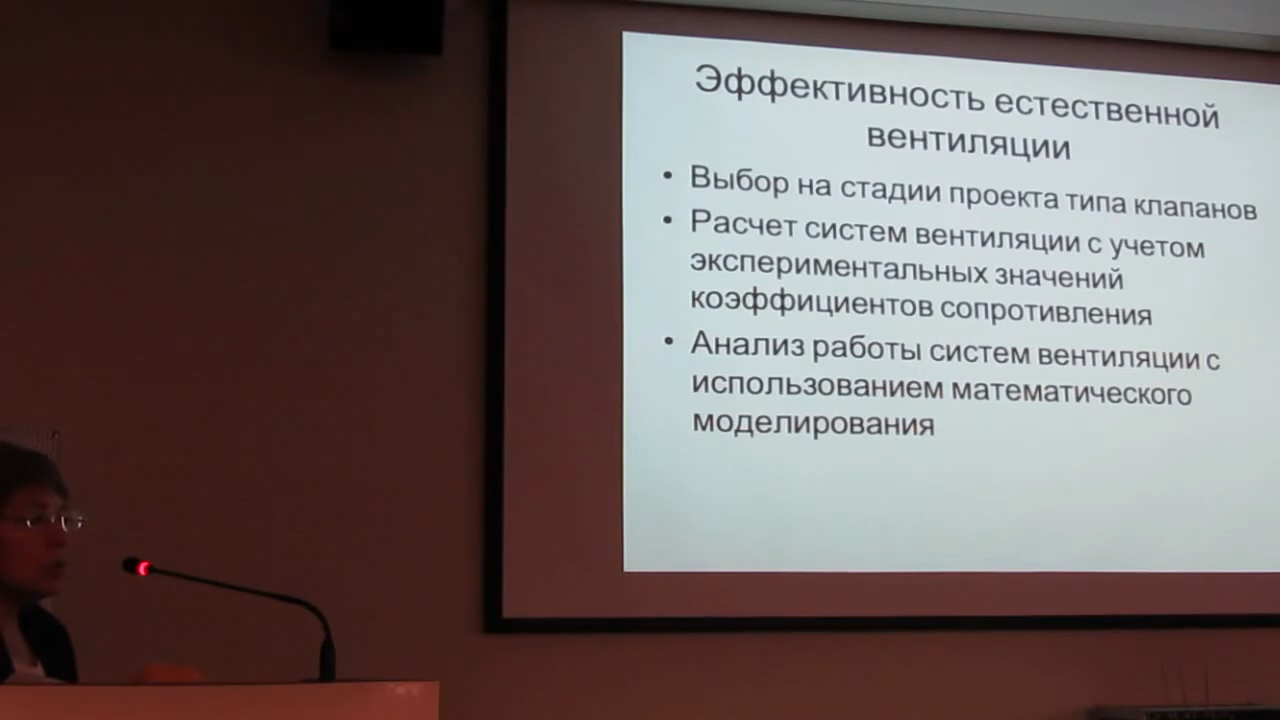 Эффективность естественной
вентиляции
• Выбор на стадии проекта типа клапанов
• Расчет систем вентиляции с учетом
экспериментальных значений
коэффициентов сопротивления
• Анализ работы систем вентиляции с
использованием математического
моделирования